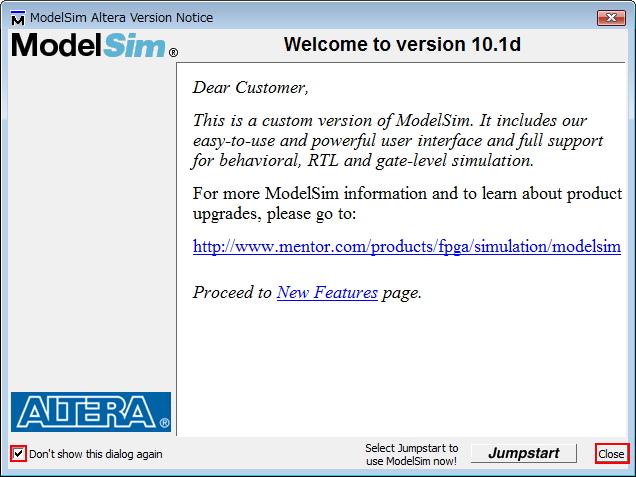 ModelSim Altera Version Notice
ModelSim®
Welcome to version 10.1d
Dear Customer,
This is a custom version of ModelSim. It includes our
easy-to-use and powerful user interface and full support
for behavioral, RTL and gate-level simulation.
For more ModelSim information and to learn about product
upgrades, please go to:
http://www.mentor.com/products/fpga/simulation/modelsim
Proceed to New Features page.
ALTERA®
Don't show this dialog again
Select Jumpstart to
use ModelSim now!
Jumpstart
Close